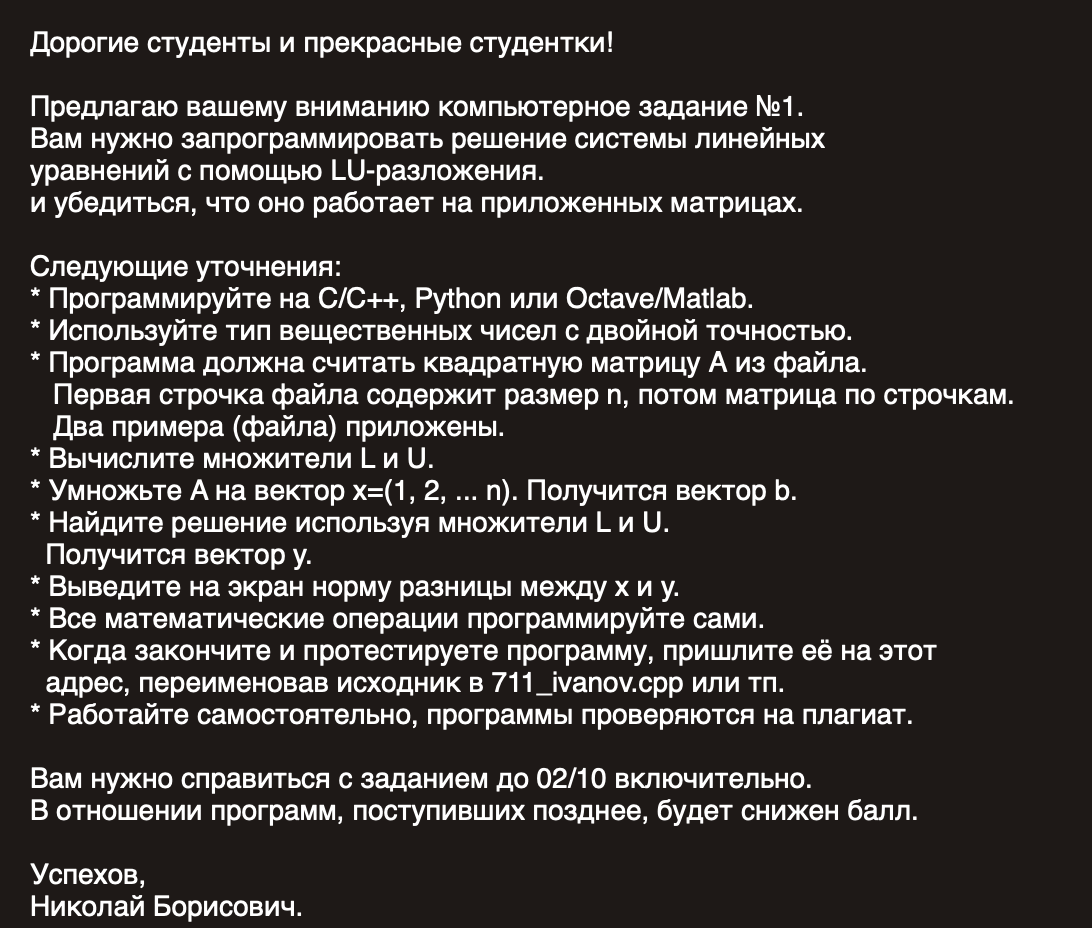 Дорогие студенты и прекрасные студентки!
Предлагаю вашему вниманию компьютерное задание №1.
Вам нужно запрограммировать решение системы линейных
уравнений с помощью LU-разложения.
и убедиться, что оно работает на приложенных матрицах.
Следующие уточнения:
* Программируйте на C/C++, Python или Octave/Matlab.
* Используйте тип вещественных чисел с двойной точностью.
* Программа должна считать квадратную матрицу A из файла.
Первая строчка файла содержит размер n, потом матрица по строчкам.
Два примера (файла) приложены.
* Вычислите множители L и U.
* Умножьте A на вектор x=(1, 2, ... n). Получится вектор b.
* Найдите решение используя множители L и U.
Получится вектор y.
* Выведите на экран норму разницы между x и y.
* Все математические операции программируйте сами.
* Когда закончите и протестируете программу, пришлите её на этот
адрес, переименовав исходник в 711_ivanov.cpp или тп.
* Работайте самостоятельно, программы проверяются на плагиат.
Вам нужно справиться с заданием до 02/10 включительно.
В отношении программ, поступивших позднее, будет снижен балл.
Успехов,
Николай Борисович.